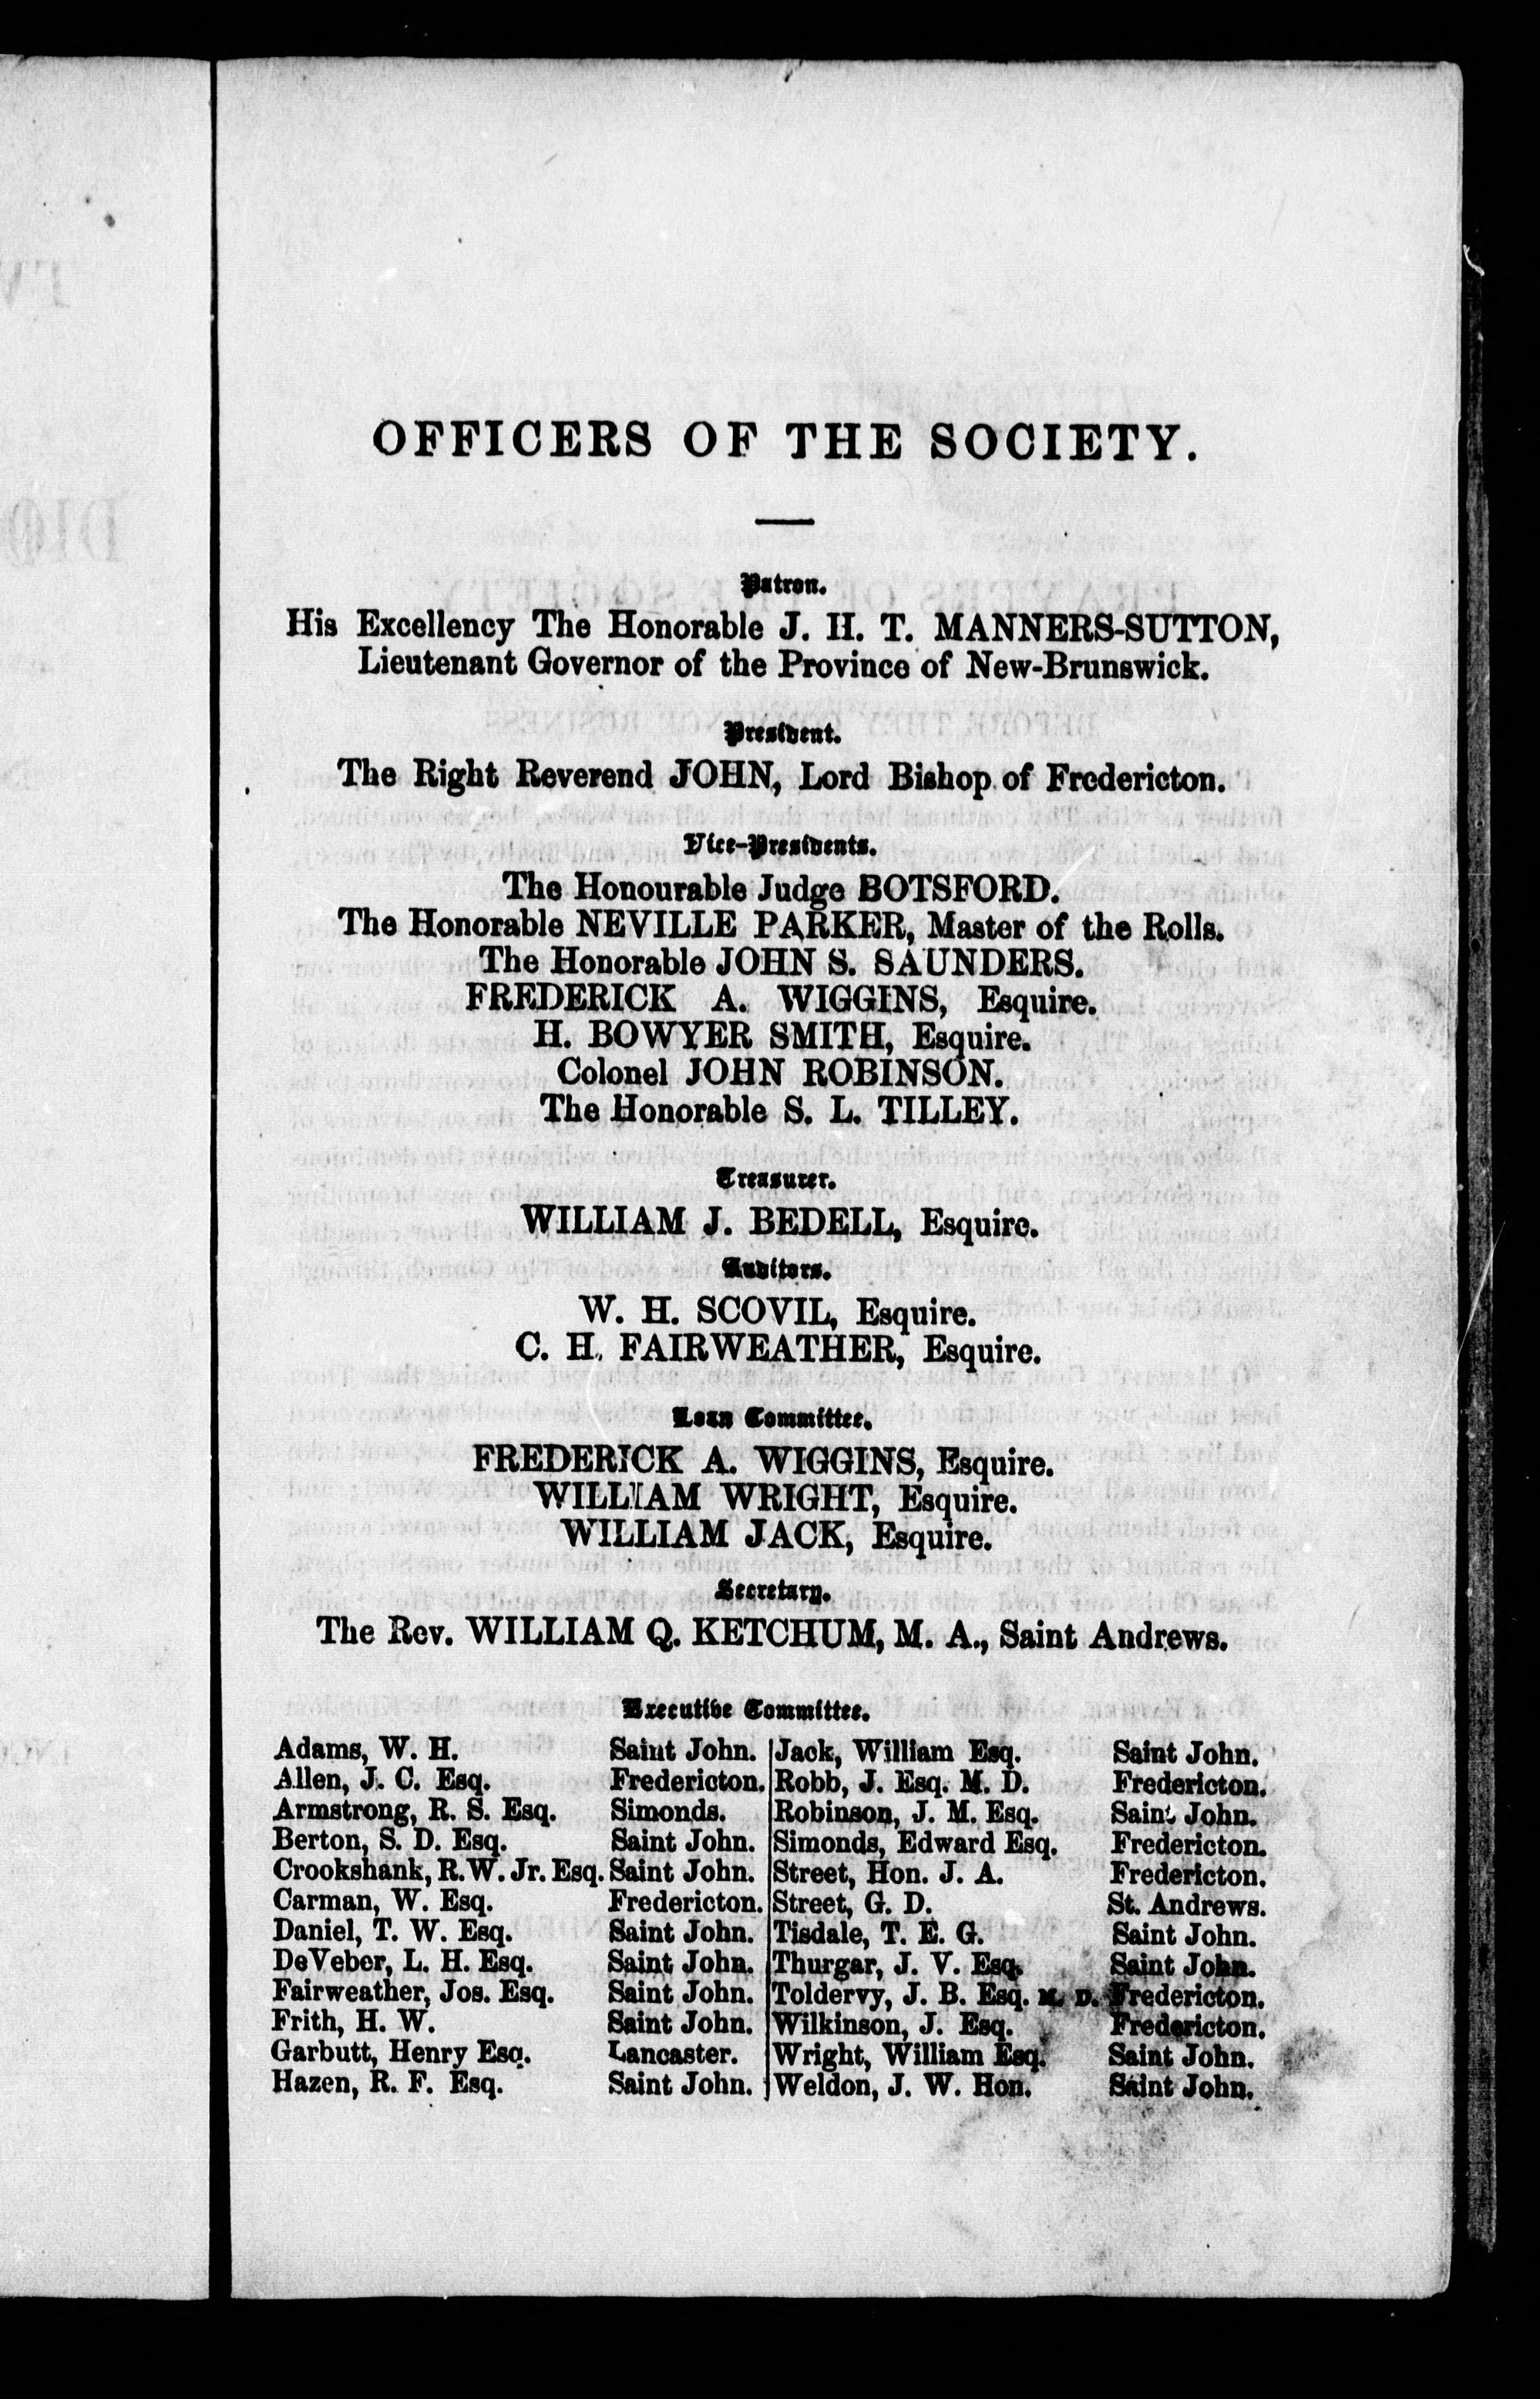 OFFICERS OF THE SOCIETY.
Patron.
His Excellency The Honorable J. H. T. MANNERS-SUTTON,
Lieutenant Governor of the Province of New-Brunswick.
President.
The Right Reverend JOHN, Lord Bishop of Fredericton.
Vice-Presidents.
The Honourable Judge BOTSFORD.
The Honorable NEVILLE PARKER, Master of the Rolls.
The Honorable JOHN S. SAUNDERS.
FREDERICK A. WIGGINS, Esquire.
H. BOWYER SMITH, Esquire.
Colonel JOHN ROBINSON.
The Honorable S. L. TILLEY.
Treasurer.
WILLIAM J. BEDELL, Esquire.
Auditors.
W. H. SCOVIL, Esquire.
C. H. FAIRWEATHER, Esquire.
Loan Committee.
FREDERICK A. WIGGINS, Esquire.
WILLIAM WRIGHT, Esquire.
WILLIAM JACK, Esquire.
Secretary.
The Rev. WILLIAM Q. KETCHUM, M. A., Saint Andrews.
Executive Committee.
Adams, W. H. Saint John.
Allen, J. C. Esq. Fredericton.
Armstrong, R. S. Esq. Simonds.
Berton, S. D. Esq. Saint John.
Crookshank, R. W. Jr. Esq. Saint John.
Carman, W. Esq. Fredericton.
Daniel, T. W. Esq. Saint John.
DeVeber, L. H. Esq. Saint John.
Fairweather, Jos. Esq. Saint John.
Frith, H. W. Saint John.
Garbutt, Henry Esq. Lancaster.
Hazen, R. F. Esq. Saint John.
Jack, William Esq. Saint John.
Robb, J. Esq. M. D. Fredericton.
Robinson, J. M. Esq. Saint John.
Simonds, Edward Esq. Fredericton.
Street, Hon. J. A. Fredericton.
Street, G. D. St. Andrews.
Tisdale, T. E. G. Saint John.
Thurgar, J. V. Esq. Saint John.
Toldervy, J. B. Esq. M. D. Fredericton.
Wilkinson, J. Esq. Fredericton.
Wright, William Esq. Saint John.
Weldon, J. W. Hon. Saint John.